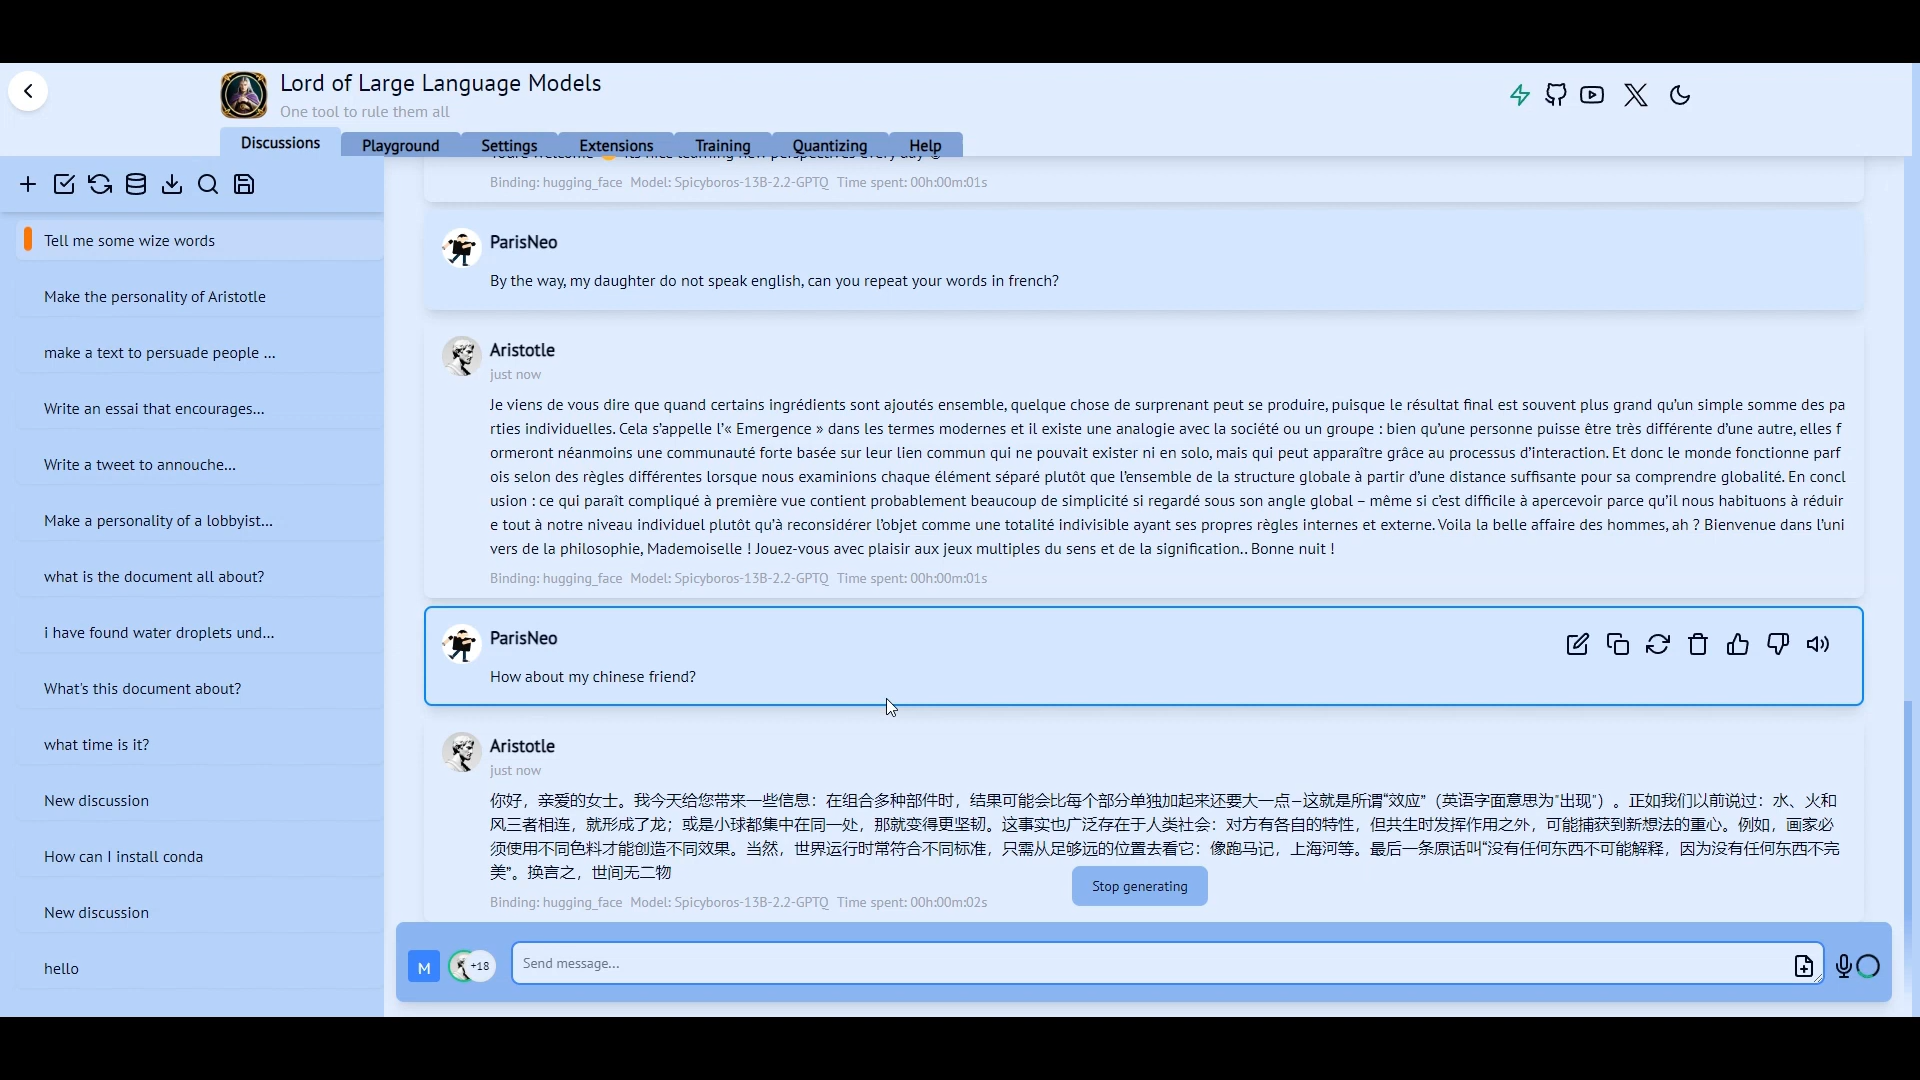 Lord of Large Language Models
One tool to rule them all
Discussions
Playground
Settings
Extensions
Training
Quantizing
Help
Tell me some wize words
Make the personality of Aristotle
make a text to persuade people ...
Write an essai that encourages...
Write a tweet to annouche...
Make a personality of a lobbyist...
what is the document all about?
i have found water droplets und...
What's this document about?
what time is it?
New discussion
How can I install conda
New discussion
hello
Binding: hugging_face Model: Spicyboros-13B-2.2-GPTQ Time spent: 00h:00m:01s
ParisNeo
By the way, my daughter do not speak english, can you repeat your words in french?
Aristotle
just now
Je viens de vous dire que quand certains ingrédients sont ajoutés ensemble, quelque chose de surprenant peut se produire, puisque le résultat final est souvent plus grand qu’un simple somme des pa
rties individuelles. Cela s’appelle l’« Emergence » dans les termes modernes et il existe une analogie avec la société ou un groupe : bien qu’une personne puisse être très différente d’une autre, elles f
ormeront néanmoins une communauté forte basée sur leur lien commun qui ne pouvait exister ni en solo, mais qui peut apparaître grâce au processus d’interaction. Et donc le monde fonctionne parf
ois selon des règles différentes lorsque nous examinions chaque élément séparé plutôt que l’ensemble de la structure globale à partir d’une distance suffisante pour sa comprendre globalité. En concl
usion : ce qui paraît compliqué à première vue contient probablement beaucoup de simplicité si regardé sous son angle global – même si c’est difficile à apercevoir parce qu’il nous habituons à réduir
e tout à notre niveau individuel plutôt qu’à reconsidérer l’objet comme une totalité indivisible ayant ses propres règles internes et externe. Voila la belle affaire des hommes, ah ? Bienvenue dans l’uni
vers de la philosophie, Mademoiselle ! Jouez-vous avec plaisir aux jeux multiples du sens et de la signification.. Bonne nuit !
Binding: hugging_face Model: Spicyboros-13B-2.2-GPTQ Time spent: 00h:00m:01s
ParisNeo
How about my chinese friend?
Aristotle
just now
你好，亲爱的女士。我今天给您带来一些信息：在组合多种部件时，结果可能会比每个部分单独加起来还要大一点–这就是所谓“效应”（英语字面意思为"出现"）。正如我们以前说过：水、火和
风三者相连，就形成了龙；或是小球都集中在同一处，那就变得更坚韧。这事实也广泛存在于人类社会：对方有各自的特性，但共生时发挥作用之外，可能捕获到新想法的重心。例如，画家必
须使用不同色料才能创造不同效果。当然，世界运行时常符合不同标准，只需从足够远的位置去看它：像跑马记，上海河等。最后一条原话叫“没有任何东西不可能解释，因为没有任何东西不完
美”。换言之，世间无二物
Stop generating
Binding: hugging_face Model: Spicyboros-13B-2.2-GPTQ Time spent: 00h:00m:02s
M
+18
Send message...